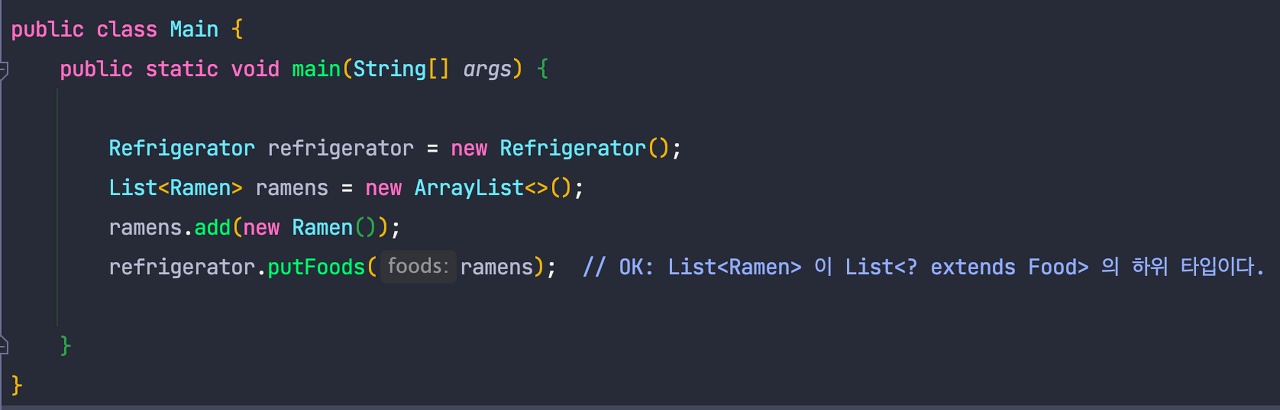 public class Main {
public static void main(String[] args) {
Refrigerator refrigerator = new Refrigerator();
List<Ramen> ramens = new ArrayList<>();
ramens.add(new Ramen());
refrigerator.putFoods( foods: ramens);  // OK: List<Ramen> 이 List<? extends Food> 의 하위 타입이다.
}
}